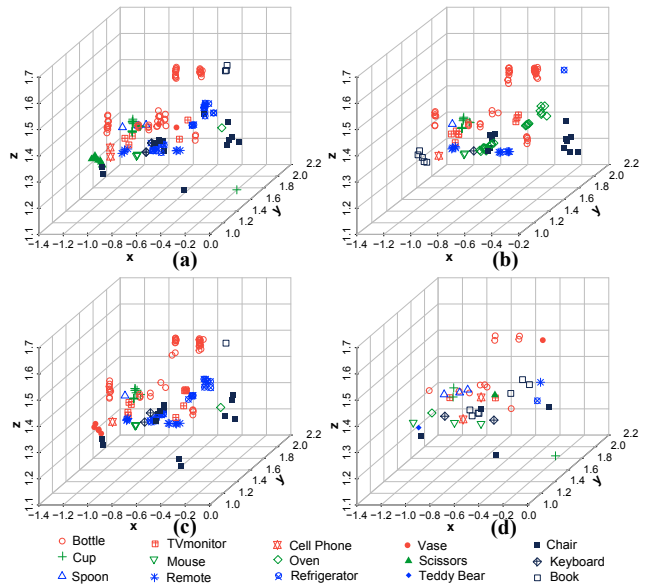 1.7
1.6
1.5
1.4
1.3
1.2
1.1
z
−1.4 −1.2 −1.0 −0.8 −0.6 −0.4 −0.2 0.0
x
1.0
1.2
1.4
1.6
1.8
2.0
2.2
y
(a)
1.7
1.6
1.5
1.4
1.3
1.2
1.1
z
−1.4 −1.2 −1.0 −0.8 −0.6 −0.4 −0.2
x
1.0
1.2
1.4
1.6
1.8
2.0
2.2
y
(b)
1.7
1.6
1.5
1.4
1.3
1.2
1.1
z
−1.4 −1.2 −1.0 −0.8 −0.6 −0.4 −0.2 0.0
x
1.0
1.2
1.4
1.6
1.8
2.0
2.2
y
(c)
1.7
1.6
1.5
1.4
1.3
1.2
1.1
z
−1.4 −1.2 −1.0 −0.8 −0.6 −0.4 −0.2 0.0
x
1.0
1.2
1.4
1.6
1.8
2.0
2.2
y
(d)
Bottle TVmonitor Cell Phone Vase Chair
Cup Mouse Oven Scissors Keyboard
Spoon Remote Refrigerator Teddy Bear Book